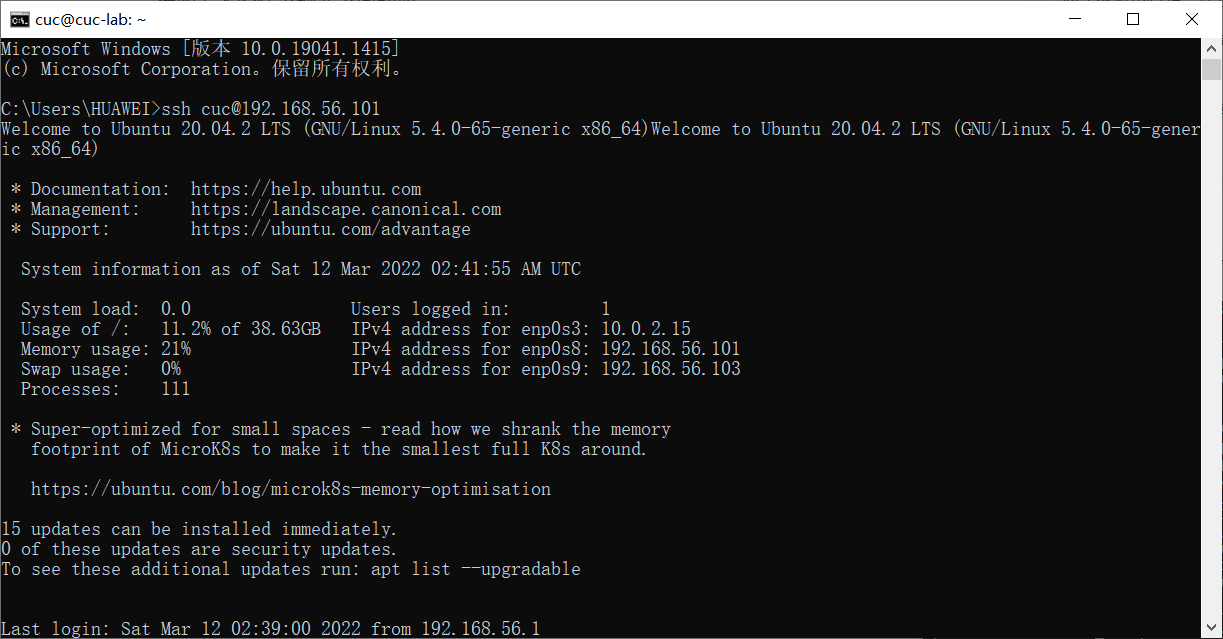 cuc@cuc-lab: ~
Microsoft Windows [版本 10.0.19041.1415]
(c) Microsoft Corporation。保留所有权利。
C:\Users\HUAWEI>ssh cuc@192.168.56.101
Welcome to Ubuntu 20.04.2 LTS (GNU/Linux 5.4.0-65-generic x86_64)Welcome to Ubuntu 20.04.2 LTS (GNU/Linux 5.4.0-65-gener
ic x86_64)
* Documentation:  https://help.ubuntu.com
* Management:     https://landscape.canonical.com
* Support:        https://ubuntu.com/advantage
System information as of Sat 12 Mar 2022 02:41:55 AM UTC
System load:  0.0                Users logged in:         1
Usage of /:   11.2% of 38.63GB   IPv4 address for enp0s3: 10.0.2.15
Memory usage: 21%                IPv4 address for enp0s8: 192.168.56.101
Swap usage:   0%                 IPv4 address for enp0s9: 192.168.56.103
Processes:    111
* Super-optimized for small spaces - read how we shrank the memory
footprint of MicroK8s to make it the smallest full K8s around.
https://ubuntu.com/blog/microk8s-memory-optimisation
15 updates can be installed immediately.
0 of these updates are security updates.
To see these additional updates run: apt list --upgradable
Last login: Sat Mar 12 02:39:00 2022 from 192.168.56.1